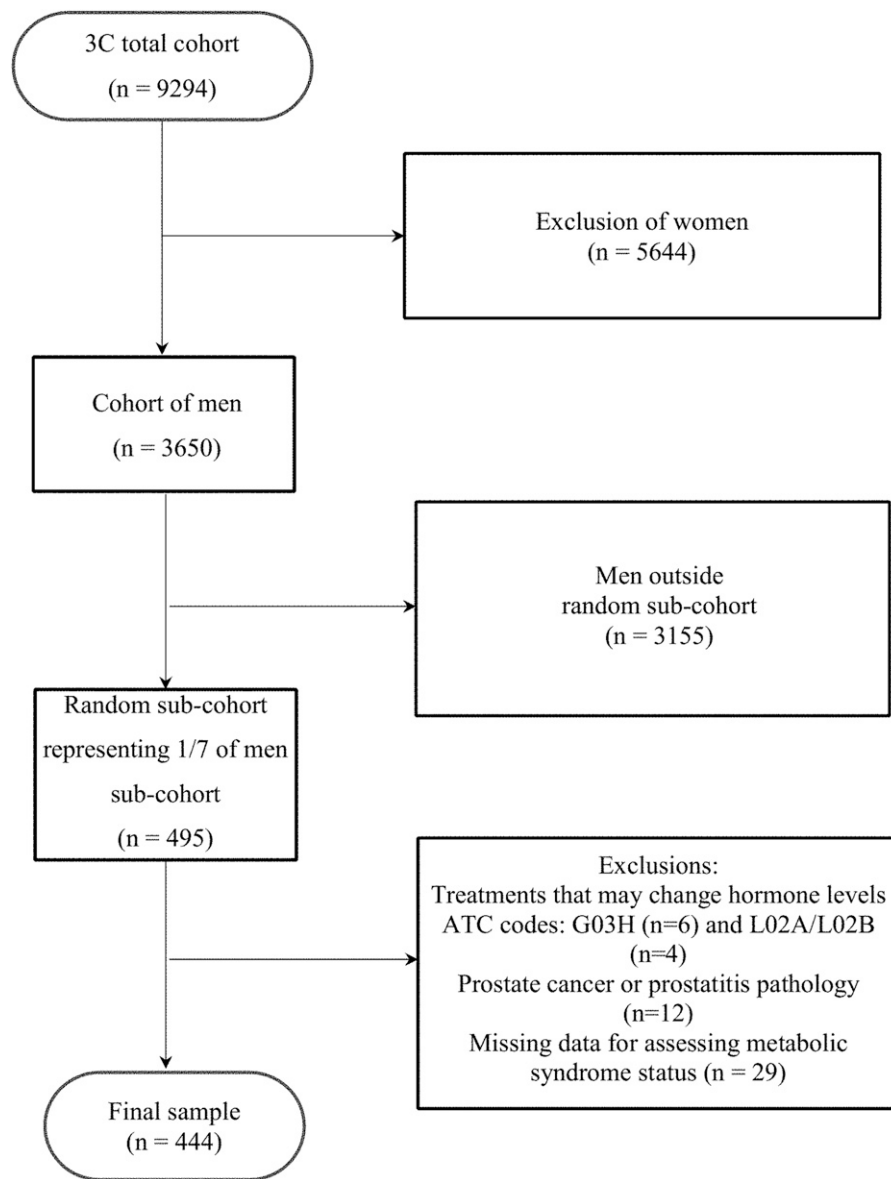 3C total cohort
(n = 9294)
Exclusion of women
(n = 5644)
Cohort of men
(n = 3650)
Men outside
random sub-cohort
(n = 3155)
Random sub-cohort
representing 1/7 of men
sub-cohort
(n = 495)
Exclusions:
Treatments that may change hormone levels
ATC codes: G03H (n=6) and L02A/L02B
(n=4)
Prostate cancer or prostatitis pathology
(n=12)
Missing data for assessing metabolic
syndrome status (n = 29)
Final sample
(n = 444)